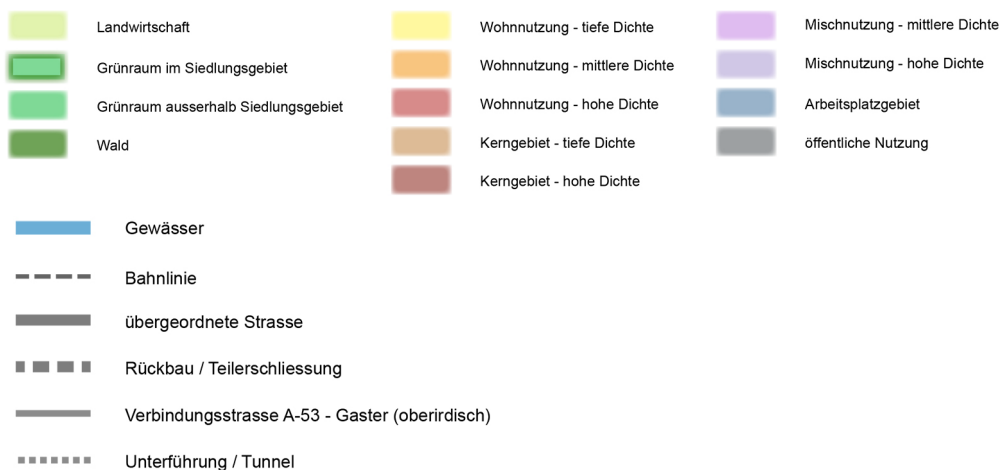 Landwirtschaft
Grünraum im Siedlungsgebiet
Grünraum ausserhalb Siedlungsgebiet
Wald
Wohnnutzung - tiefe Dichte
Wohnnutzung - mittlere Dichte
Wohnnutzung - hohe Dichte
Kerngebiet - tiefe Dichte
Kerngebiet - hohe Dichte
Mischnutzung - mittlere Dichte
Mischnutzung - hohe Dichte
Arbeitsplatzgebiet
öffentliche Nutzung
Gewässer
Bahnlinie
übergeordnete Strasse
Rückbau / Teilerschliessung
Verbindungsstrasse A-53 - Gaster (oberirdisch)
Unterführung / Tunnel